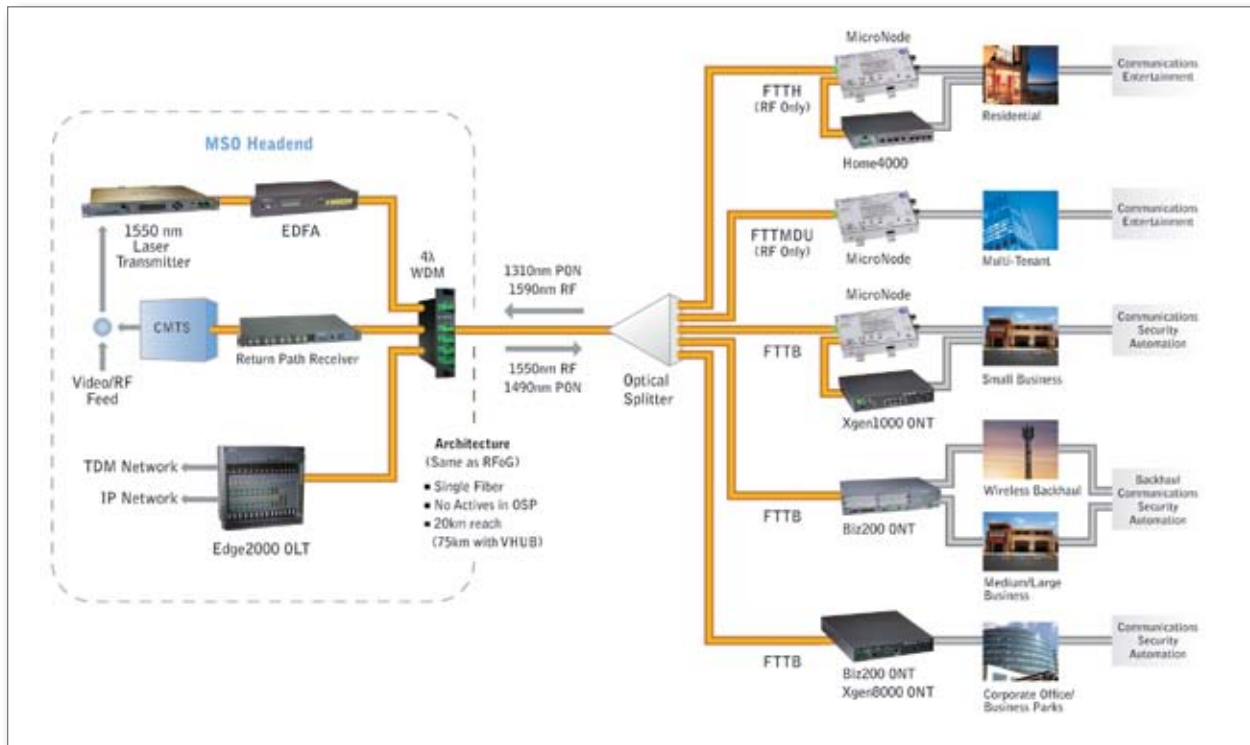 MSO Headend
1550 nm
Laser
Transmitter
EDFA
4λ
WDM
CMTS
Return Path Receiver
Video/RF
Feed
TDM Network
IP Network
Edge2000 OLT
Architecture
(Same as RFoG)
▪ Single Fiber
▪ No Actives in OSP
▪ 20km reach
(75km with VHUB)
1310nm PON
1590nm RF
1550nm RF
1490nm PON
Optical
Splitter
MicroNode
FTTH
(RF Only)
Home4000
Residential
Communications
Entertainment
FTTMDU
(RF Only)
MicroNode
Multi-Tenant
Communications
Entertainment
MicroNode
FTTB
Xgen1000 ONT
Small Business
Communications
Security
Automation
FTTB
Biz200 ONT
Wireless Backhaul
Medium/Large
Business
Backhaul
Communications
Security
Automation
FTTB
Biz200 ONT
Xgen8000 ONT
Corporate Office/
Business Parks
Communications
Security
Automation